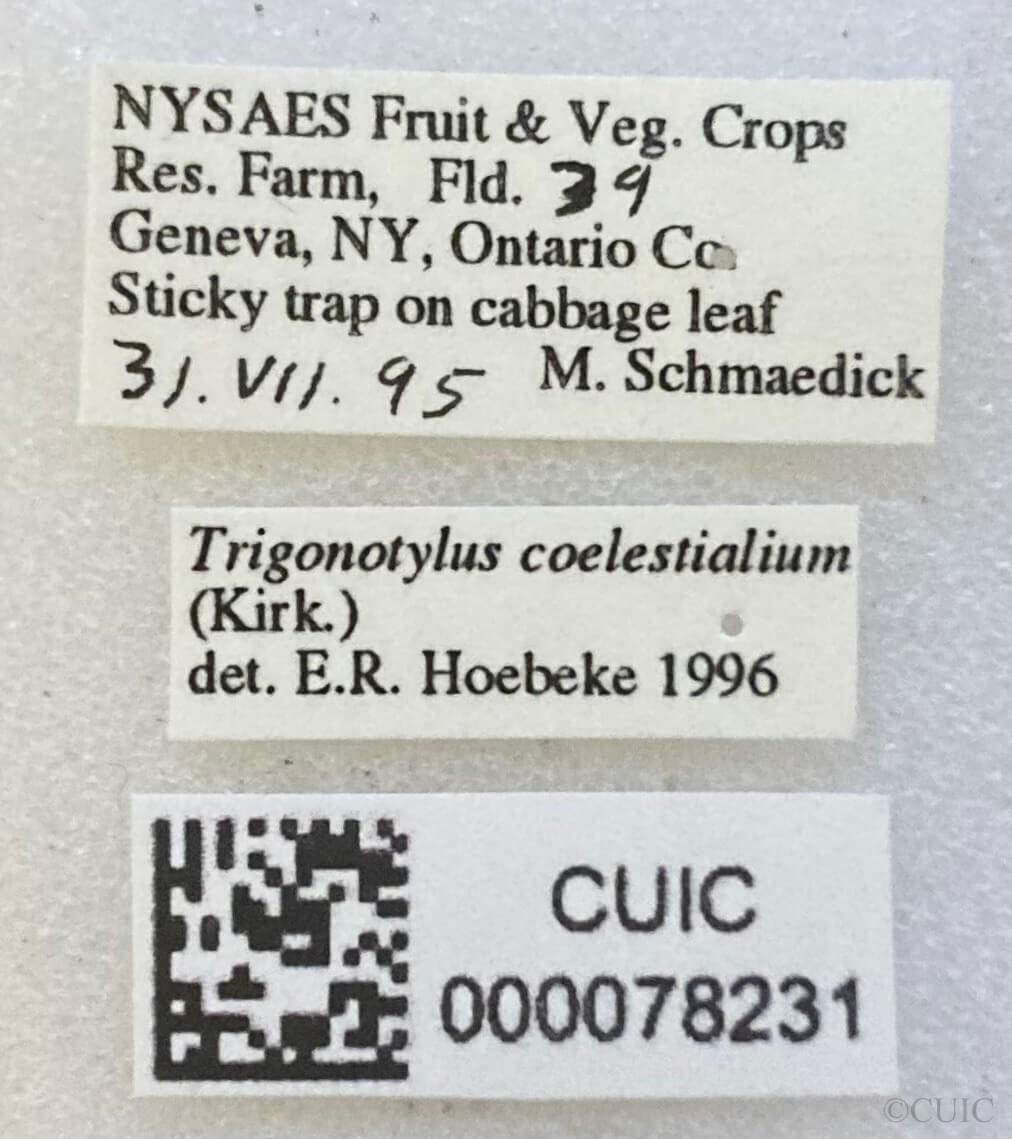 NYSAES Fruit & Veg. Crops
Res. Farm, Fld. 39
Geneva, NY, Ontario Co.
Sticky trap on cabbage leaf
31.VII.95 M. Schmaedick
Trigonotylus coelestialium
(Kirk.)
det. E.R. Hoebeke 1996
CUIC
000078231
©CUIC